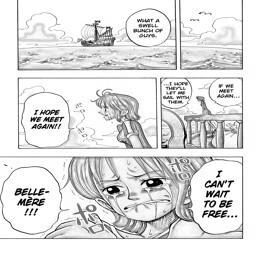 WHAT A
SWELL
BUNCH OF
GUYS.
IF WE
MEET
AGAIN...
...I HOPE
THEY'LL
LET ME
SAIL WITH
THEM.
I HOPE
WE MEET
AGAIN!!
I
CAN'T
WAIT
TO BE
FREE...
BELLE-
MÈRE
!!!